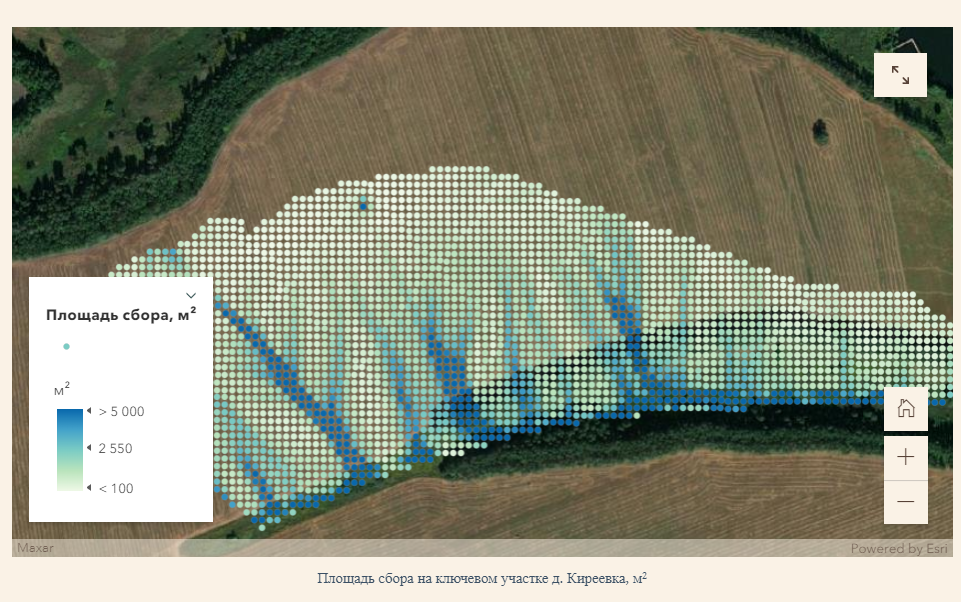 Площадь сбора, м²
м²
> 5 000
2 550
< 100
Maxar
Powered by Esri
Площадь сбора на ключевом участке д. Киреевка, м²